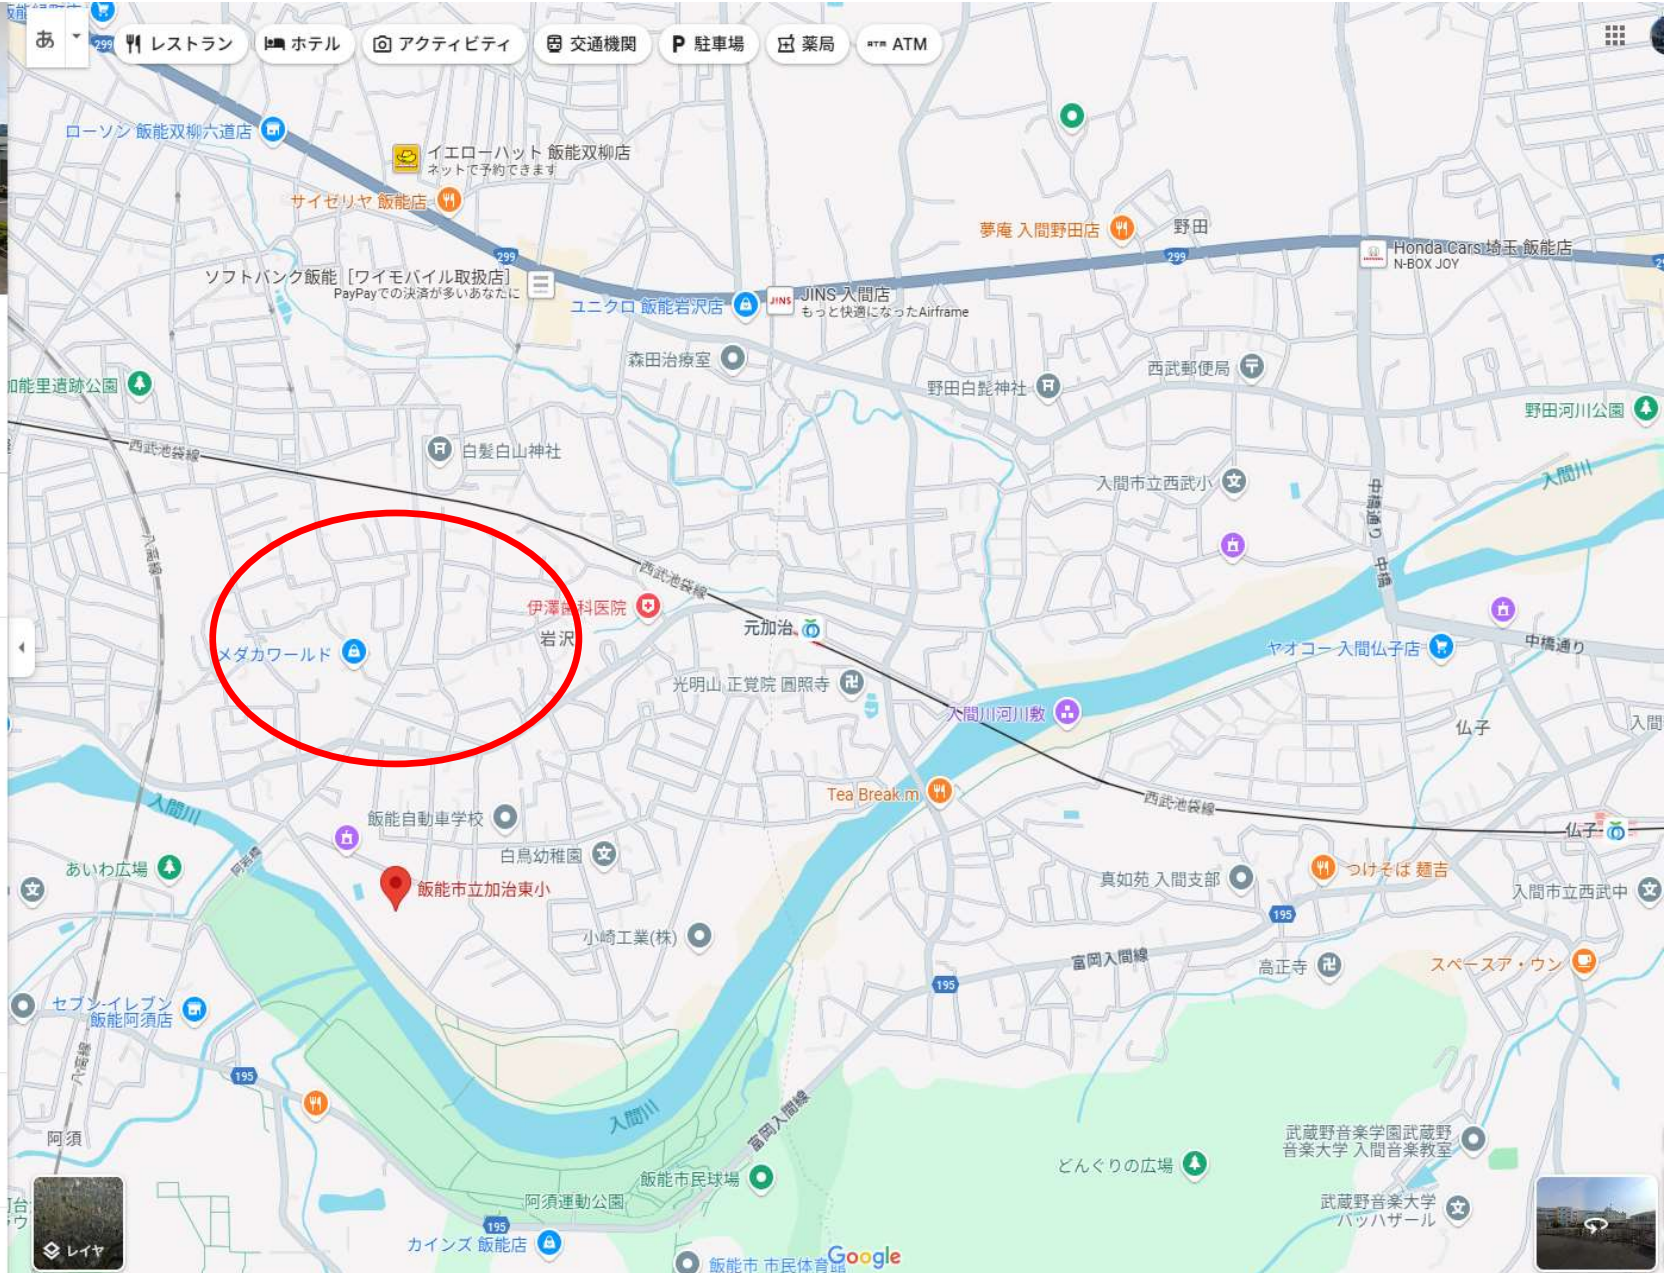 あ
299
レストラン
ホテル
アクティビティ
交通機関
P 駐車場
薬局
ATM ATM
ローソン 飯能双柳六道店
イエローハット 飯能双柳店
ネットで予約できます
サイゼリヤ 飯能店
夢庵 入間野田店
野田
299
299
Honda Cars 埼玉 飯能店
N-BOX JOY
ソフトバンク飯能［ワイモバイル取扱店］
PayPayでの決済が多いあなたに
ユニクロ 飯能岩沢店
JINS
JINS 入間店
もっと快適になったAirframe
森田治療室
西武郵便局
加能里遺跡公園
野田白髭神社
野田河川公園
西武池袋線
白髪白山神社
入間市立西武小
入間川
中橋通り
中橋
八高線
西武池袋線
伊澤歯科医院
岩沢
元加治
メダカワールド
ヤオコー 入間仏子店
中橋通り
光明山 正覚院 圓照寺
入間川河川敷
仏子
入間
Tea Break.m
西武池袋線
入間川
飯能自動車学校
仏子
阿岩橋
白鳥幼稚園
あいわ広場
飯能市立加治東小
真如苑 入間支部
つけそば 麺吉
入間市立西武中
195
小崎工業(株)
富岡入間線
高正寺
スペースア・ウン
195
セブン-イレブン
飯能阿須店
八高線
195
入間川
富岡入間線
阿須
武蔵野音楽学園武蔵野
音楽大学 入間音楽教室
どんぐりの広場
飯能市民球場
阿須運動公園
武蔵野音楽大学
バッハザール
195
カインズ 飯能店
レイヤ
飯能市 市民体育館
Google